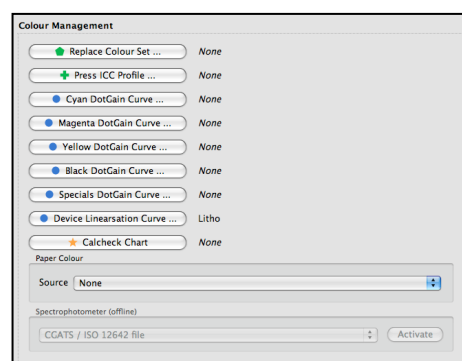 Colour Management
Replace Colour Set ... None
Press ICC Profile ... None
Cyan DotGain Curve ... None
Magenta DotGain Curve ... None
Yellow DotGain Curve ... None
Black DotGain Curve ... None
Specials DotGain Curve ... None
Device Linearsation Curve ... Litho
Calcheck Chart None
Paper Colour
Source None
Spectrophotometer (offline)
CGATS / ISO 12642 file Activate